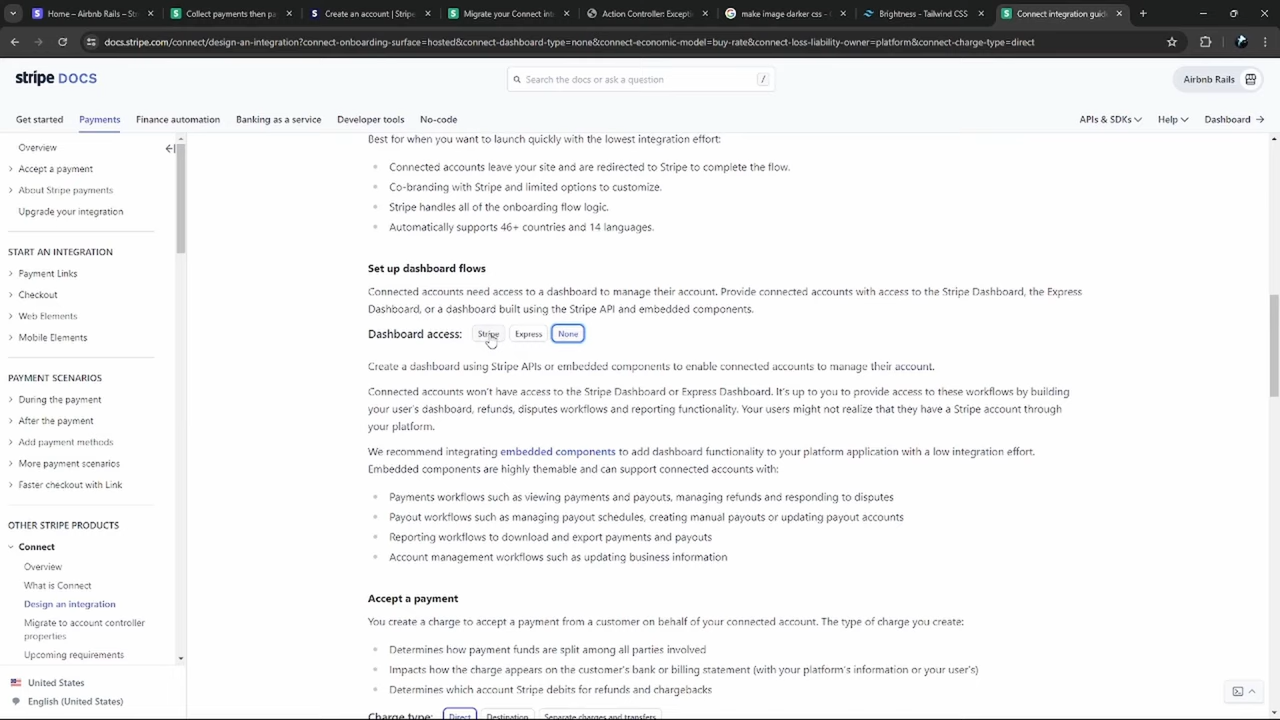 Home – Airbnb Rails – St
Collect payments then pa
Create an account | Stripe
Migrate your Connect int
Action Controller: Excepti
make image darker css –
Brightness - Tailwind CSS
Connect integration guid
docs.stripe.com/connect/design-an-integration?connect-onboarding-surface=hosted&connect-dashboard-type=none&connect-economic-model=buy-rate&connect-loss-liability-owner=platform&connect-charge-type=direct
stripe DOCS
Search the docs or ask a question
/
Airbnb Rails
Get started
Payments
Finance automation
Banking as a service
Developer tools
No-code
APIs & SDKs
Help
Dashboard
Overview
Accept a payment
About Stripe payments
Upgrade your integration
START AN INTEGRATION
Payment Links
Checkout
Web Elements
Mobile Elements
PAYMENT SCENARIOS
During the payment
After the payment
Add payment methods
More payment scenarios
Faster checkout with Link
OTHER STRIPE PRODUCTS
Connect
Overview
What is Connect
Design an integration
Migrate to account controller
properties
Upcoming requirements
United States
English (United States)
Best for when you want to launch quickly with the lowest integration effort:
Connected accounts leave your site and are redirected to Stripe to complete the flow.
Co-branding with Stripe and limited options to customize.
Stripe handles all of the onboarding flow logic.
Automatically supports 46+ countries and 14 languages.
Set up dashboard flows
Connected accounts need access to a dashboard to manage their account. Provide connected accounts with access to the Stripe Dashboard, the Express
Dashboard, or a dashboard built using the Stripe API and embedded components.
Dashboard access: Stripe Express None
Create a dashboard using Stripe APIs or embedded components to enable connected accounts to manage their account.
Connected accounts won't have access to the Stripe Dashboard or Express Dashboard. It's up to you to provide access to these workflows by building
your user's dashboard, refunds, disputes workflows and reporting functionality. Your users might not realize that they have a Stripe account through
your platform.
We recommend integrating embedded components to add dashboard functionality to your platform application with a low integration effort.
Embedded components are highly themable and can support connected accounts with:
Payments workflows such as viewing payments and payouts, managing refunds and responding to disputes
Payout workflows such as managing payout schedules, creating manual payouts or updating payout accounts
Reporting workflows to download and export payments and payouts
Account management workflows such as updating business information
Accept a payment
You create a charge to accept a payment from a customer on behalf of your connected account. The type of charge you create:
Determines how payment funds are split among all parties involved
Impacts how the charge appears on the customer's bank or billing statement (with your platform's information or your user's)
Determines which account Stripe debits for refunds and chargebacks
Charge type: Direct Destination Separate charges and transfers